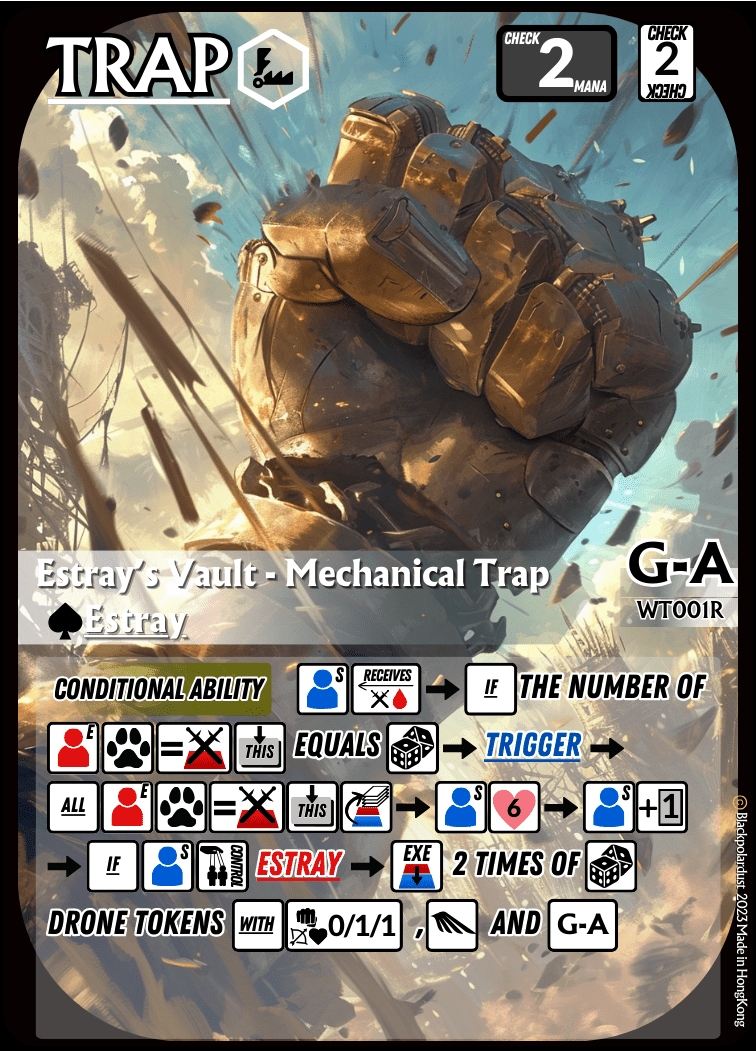 TRAP
CHECK 2 MANA
CHECK 2 CHECK
Estray's Vault - Mechanical Trap
G-A
Estray
WT001R
CONDITIONAL ABILITY S RECEIVES IF THE NUMBER OF
E = THIS EQUALS TRIGGER
ALL E = THIS S 6 S +1
IF S CONTROL ESTRAY EXE 2 TIMES OF
DRONE TOKENS WITH 0/1/1 , AND G-A
© Blackpolardust 2023 Made in HongKong